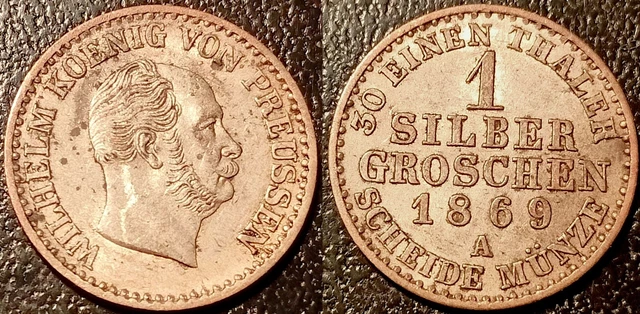 WILHELM KOENIG VON PREUSSEN
30 EINEN THALER
1
SILBER
GROSCHEN
1869
A
SCHEIDE MÜNZE